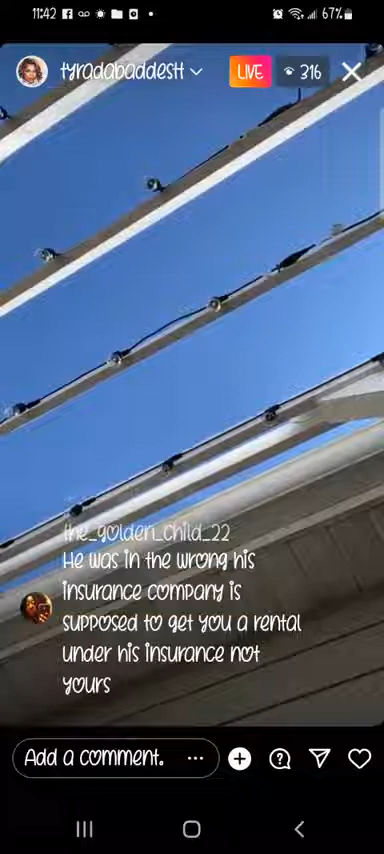 11:42
67%
tyradabaddestt
LIVE
316
the_golden_child_22
He was in the wrong his
insurance company is
supposed to get you a rental
under his insurance not
yours
Add a comment.